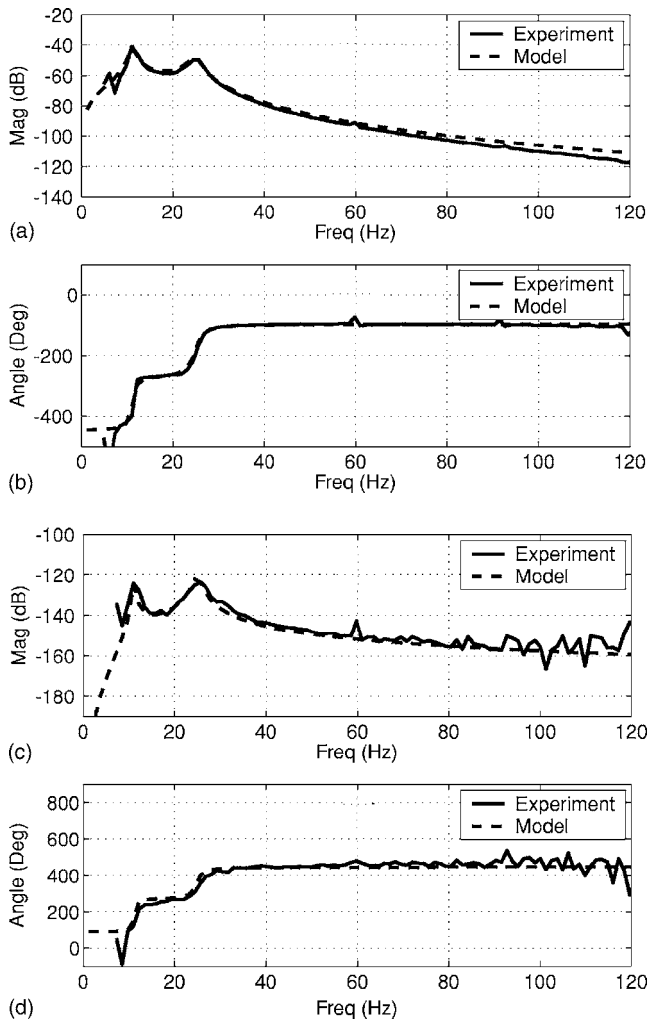 -20
-40
-60
-80
-100
-120
-140
Mag (dB)
Experiment
Model
0 20 40 60 80 100 120
Freq (Hz)
(a)
0
-200
-400
Angle (Deg)
Experiment
Model
0 20 40 60 80 100 120
Freq (Hz)
(b)
-100
-120
-140
-160
-180
Mag (dB)
Experiment
Model
0 20 40 60 80 100 120
Freq (Hz)
(c)
800
600
400
200
0
Angle (Deg)
Experiment
Model
0 20 40 60 80 100 120
Freq (Hz)
(d)